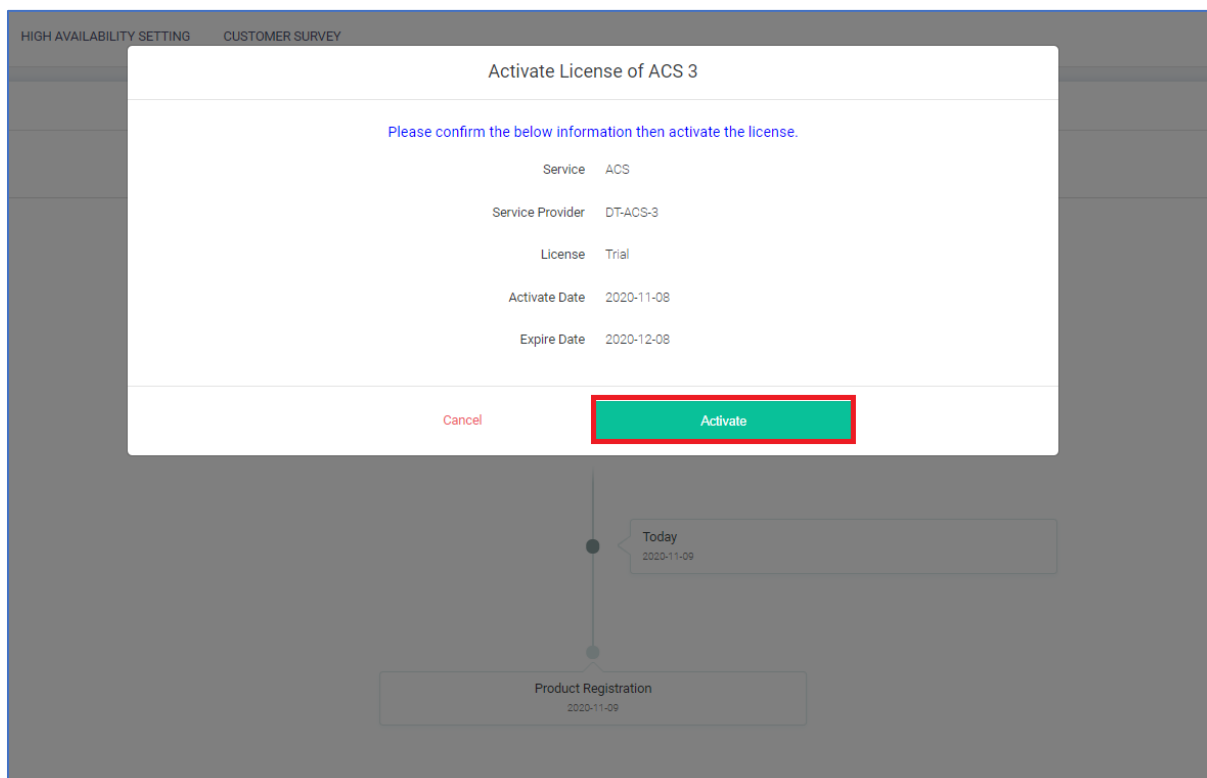 HIGH AVAILABILITY SETTING CUSTOMER SURVEY
Activate License of ACS 3
Please confirm the below information then activate the license.
Service ACS
Service Provider DT-ACS-3
License Trial
Activate Date 2020-11-08
Expire Date 2020-12-08
Cancel Activate
Today
2020-11-09
Product Registration
2020-11-09